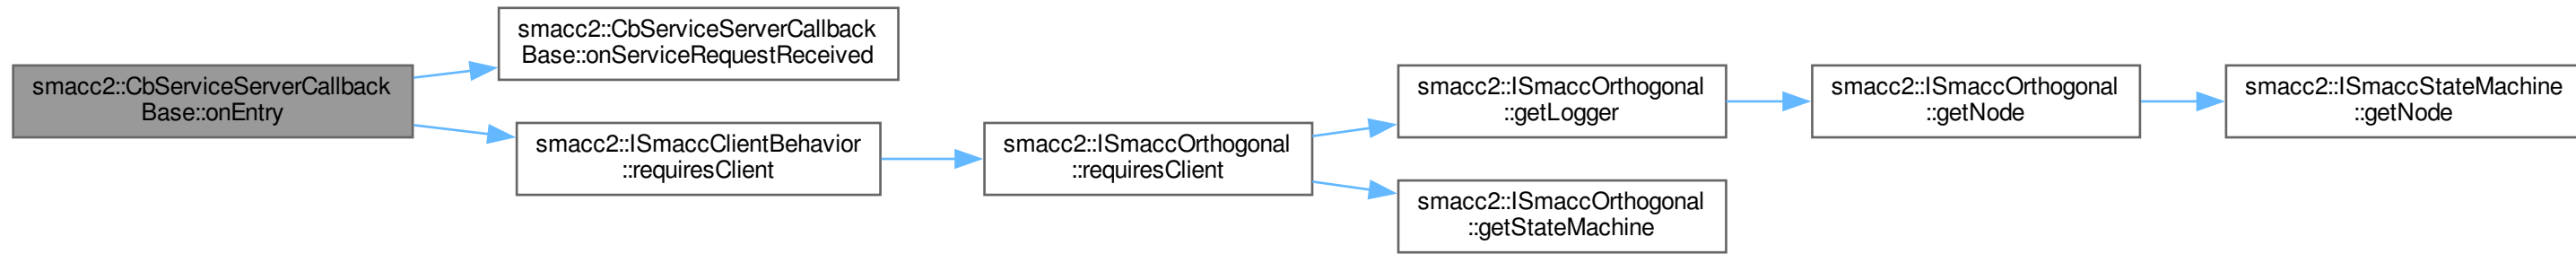 smacc2::CbServiceServerCallback
Base::onEntry
smacc2::CbServiceServerCallback
Base::onServiceRequestReceived
smacc2::ISmaccClientBehavior
::requiresClient
smacc2::ISmaccOrthogonal
::requiresClient
smacc2::ISmaccOrthogonal
::getLogger
smacc2::ISmaccOrthogonal
::getStateMachine
smacc2::ISmaccOrthogonal
::getNode
smacc2::ISmaccStateMachine
::getNode